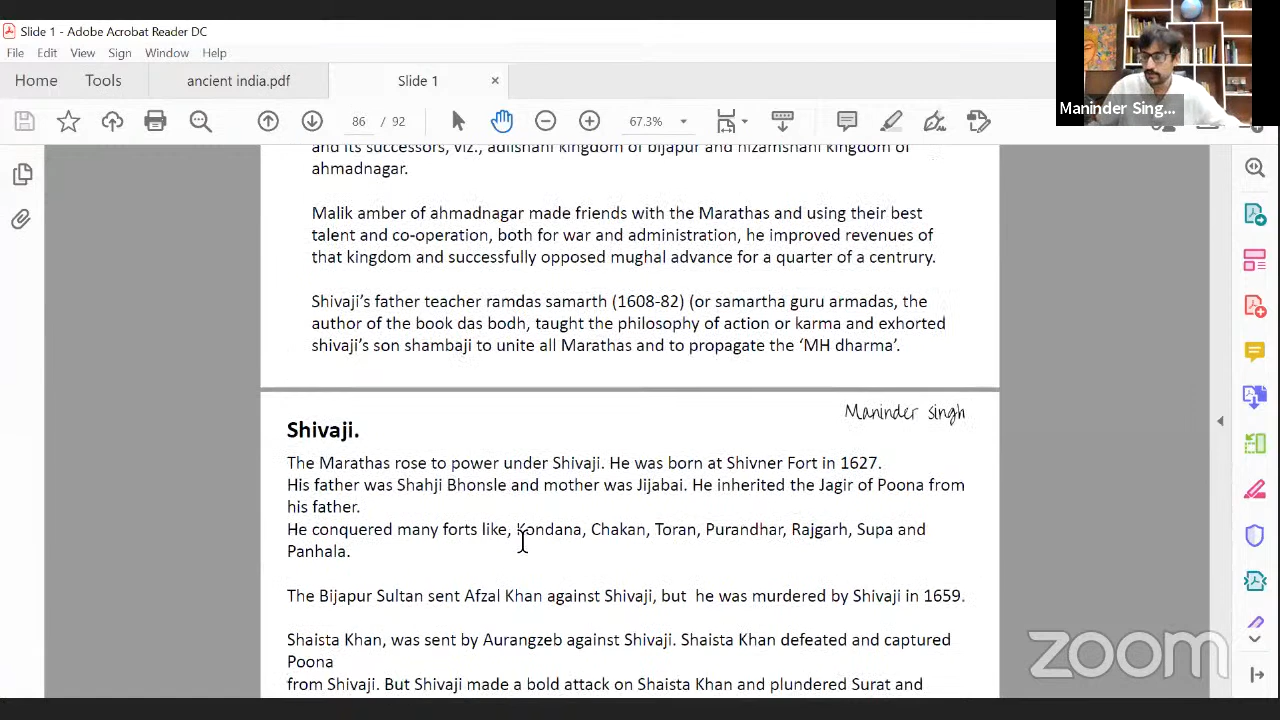 Slide 1 - Adobe Acrobat Reader DC
File Edit View Sign Window Help
Home Tools ancient india.pdf Slide 1
86 / 92 67.3%
Maninder Sing...
and its successors, viz., adilshahi kingdom of bijapur and nizamshahi kingdom of
ahmadnagar.
Malik amber of ahmadnagar made friends with the Marathas and using their best
talent and co-operation, both for war and administration, he improved revenues of
that kingdom and successfully opposed mughal advance for a quarter of a centrury.
Shivaji’s father teacher ramdas samarth (1608-82) (or samartha guru armadas, the
author of the book das bodh, taught the philosophy of action or karma and exhorted
shivaji’s son shambaji to unite all Marathas and to propagate the ‘MH dharma’.
Maninder singh
Shivaji.
The Marathas rose to power under Shivaji. He was born at Shivner Fort in 1627.
His father was Shahji Bhonsle and mother was Jijabai. He inherited the Jagir of Poona from
his father.
He conquered many forts like, Kondana, Chakan, Toran, Purandhar, Rajgarh, Supa and
Panhala.
The Bijapur Sultan sent Afzal Khan against Shivaji, but he was murdered by Shivaji in 1659.
Shaista Khan, was sent by Aurangzeb against Shivaji. Shaista Khan defeated and captured
Poona
from Shivaji. But Shivaji made a bold attack on Shaista Khan and plundered Surat and
zoom